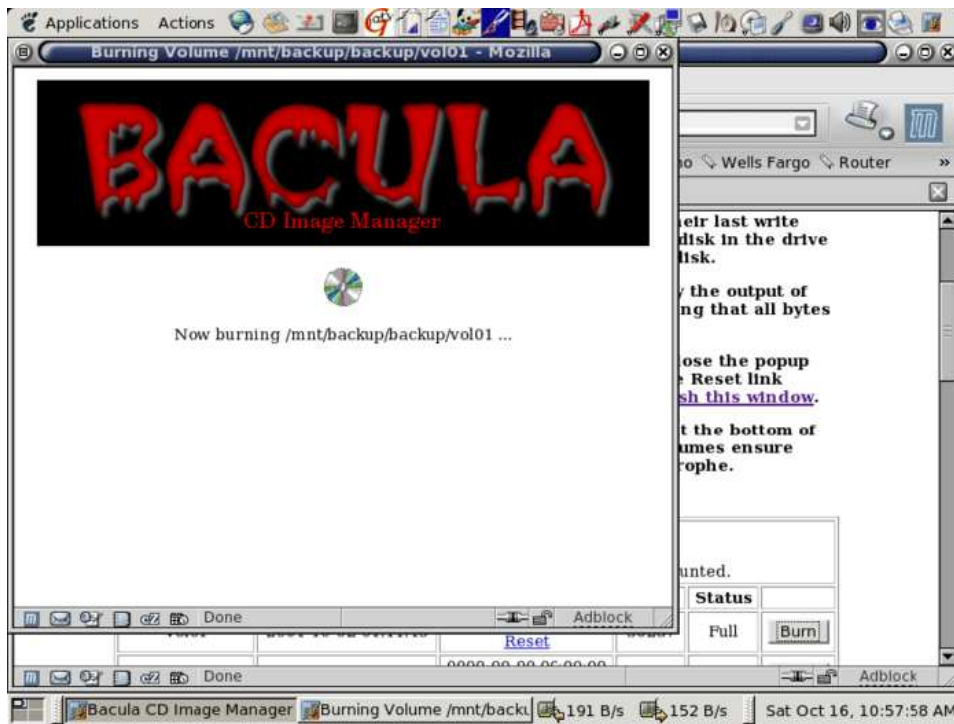 Applications Actions
Burning Volume /mnt/backup/backup/vol01 - Mozilla
BACULA
CD Image Manager
Now burning /mnt/backup/backup/vol01 ...
Done
Adblock
Wells Fargo Router »
their last write
disk in the drive
disk.
the output of
ng that all bytes
ose the popup
Reset link
sh this window.
t the bottom of
umes ensure
rophe.
unted.
Status
Reset
Full
Burn
Done
Adblock
Bacula CD Image Manager
Burning Volume /mnt/backu
191 B/s
152 B/s
Sat Oct 16, 10:57:58 AM